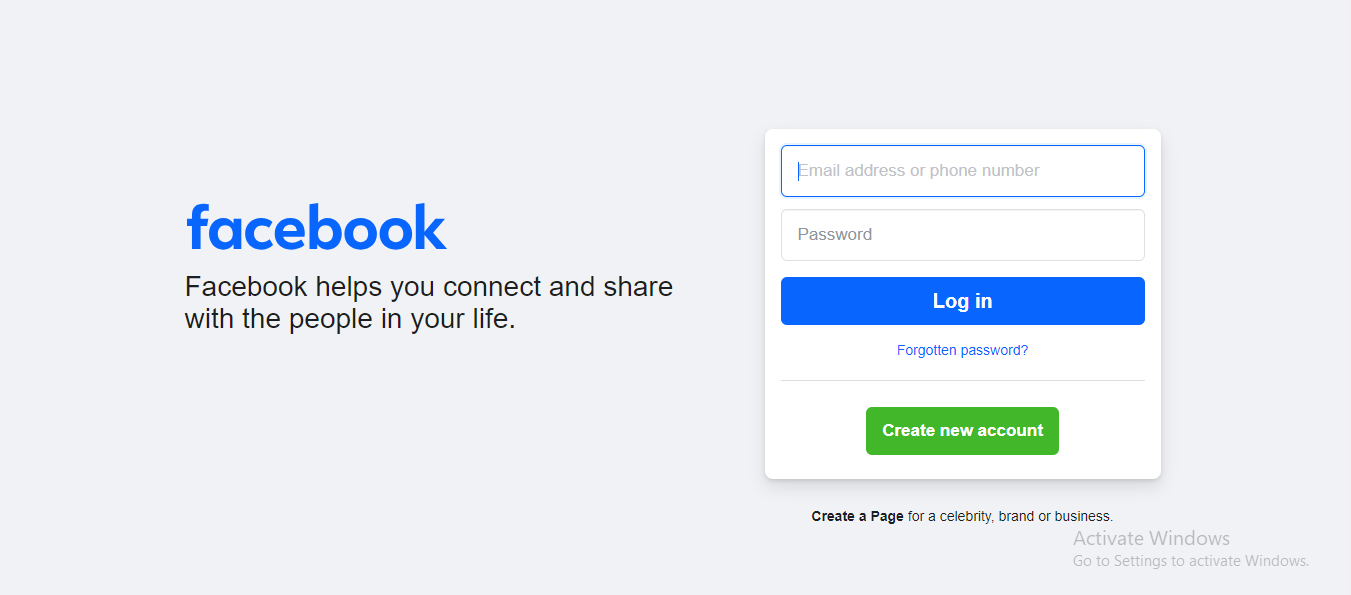 facebook
Facebook helps you connect and share
with the people in your life.
Email address or phone number
Password
Log in
Forgotten password?
Create new account
Create a Page for a celebrity, brand or business.
Activate Windows
Go to Settings to activate Windows.